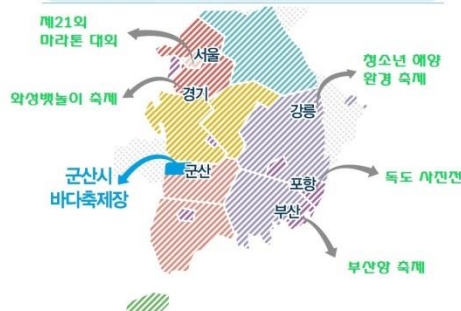 제21회
마라톤 대회
서울
청소년 해양
환경 축제
경기
화성뱃놀이 축제
강릉
군산
군산시
바다축제장
포항
독도 사진전
부산
부산항 축제